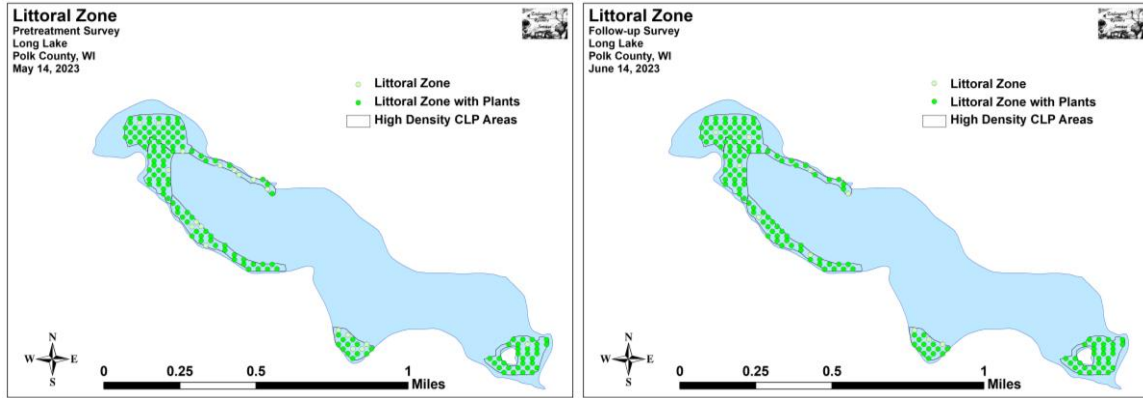 Littoral Zone
Pretreatment Survey
Long Lake
Polk County, WI
May 14, 2023
Littoral Zone
Littoral Zone with Plants
High Density CLP Areas
N
W E
S
0 0.25 0.5 1
Miles
Littoral Zone
Follow-up Survey
Long Lake
Polk County, WI
June 14, 2023
Littoral Zone
Littoral Zone with Plants
High Density CLP Areas
N
W E
S
0 0.25 0.5 1
Miles